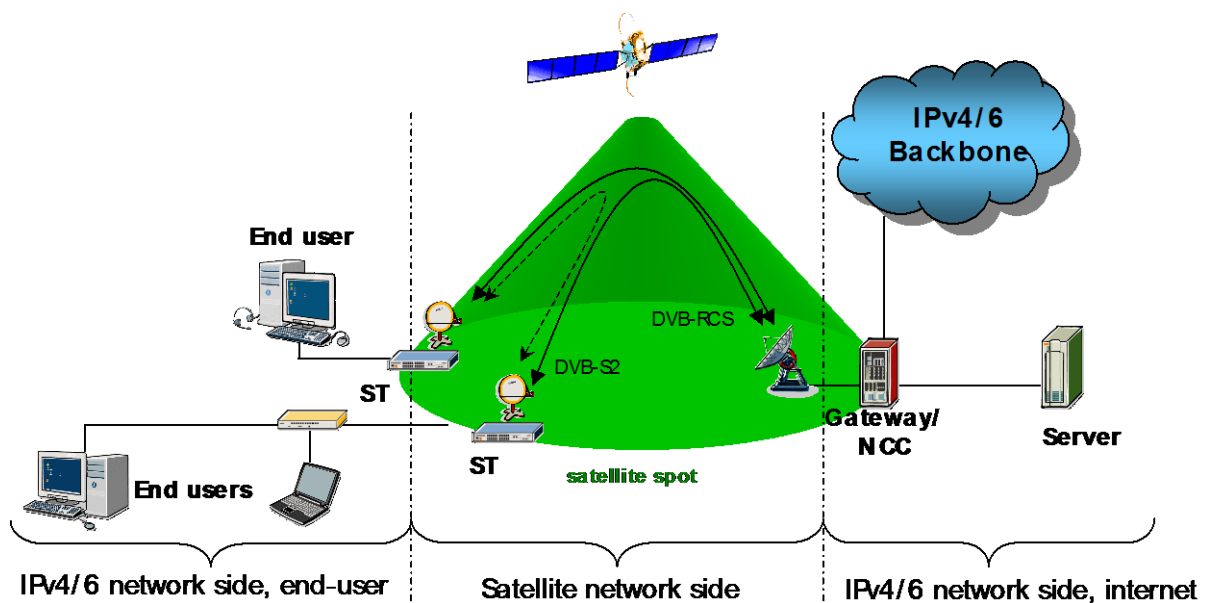 IPv4/6
Backbone
End user
DVB-RCS
DVB-S2
ST
Gateway/
NCC
Server
ST
satellite spot
End users
IPv4/6 network side, end-user
Satellite network side
IPv4/6 network side, internet